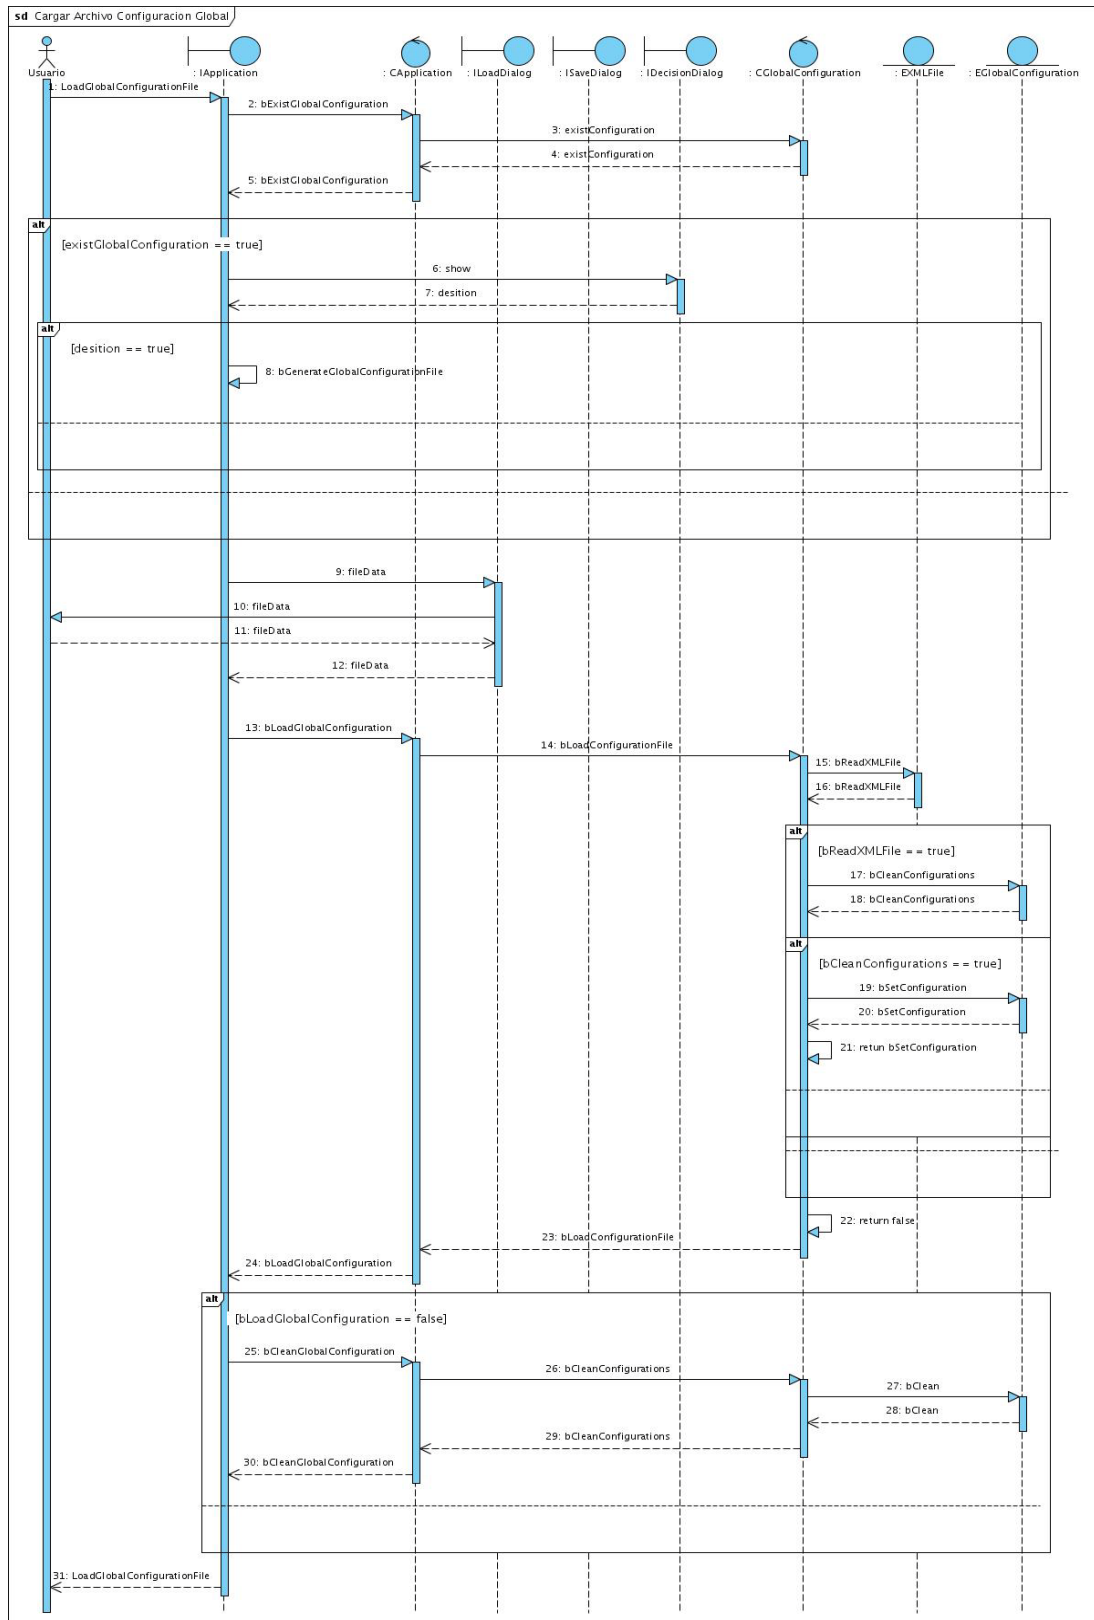 sd Cargar Archivo Configuracion Global
Usuario
: IApplication
: CApplication
: ILoadDialog
: ISaveDialog
: IDecisionDialog
: CGlobalConfiguration
: EXMLFile
: EGlobalConfiguration
1: LoadGlobalConfigurationFile
2: bExistGlobalConfiguration
3: existConfiguration
4: existConfiguration
5: bExistGlobalConfiguration
alt
[existGlobalConfiguration == true]
6: show
7: desition
alt
[desition == true]
8: bGenerateGlobalConfigurationFile
9: fileData
10: fileData
11: fileData
12: fileData
13: bLoadGlobalConfiguration
14: bLoadConfigurationFile
15: bReadXMLFile
16: bReadXMLFile
alt
[bReadXMLFile == true]
17: bCleanConfigurations
18: bCleanConfigurations
alt
[bCleanConfigurations == true]
19: bSetConfiguration
20: bSetConfiguration
21: retun bSetConfiguration
22: return false
23: bLoadConfigurationFile
24: bLoadGlobalConfiguration
alt
[bLoadGlobalConfiguration == false]
25: bCleanGlobalConfiguration
26: bCleanConfigurations
27: bClean
28: bClean
29: bCleanConfigurations
30: bCleanGlobalConfiguration
31: LoadGlobalConfigurationFile